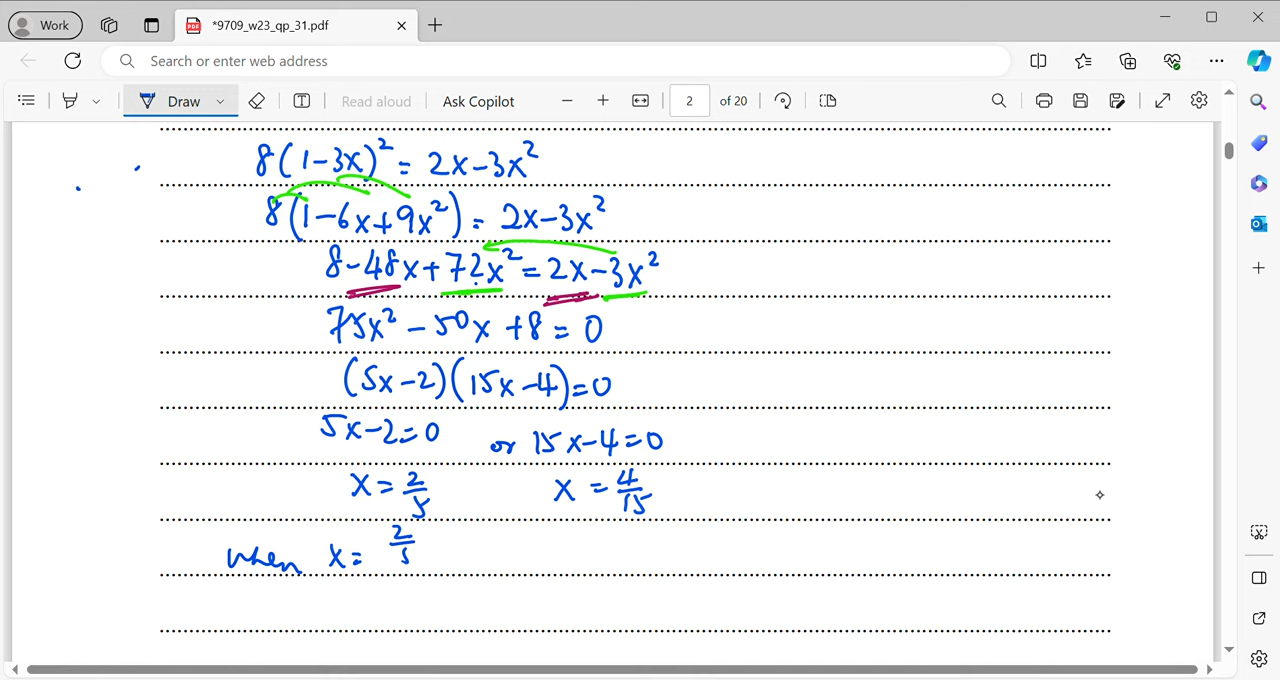 Work
*9709_w23_qp_31.pdf
Search or enter web address
Draw
Read aloud
Ask Copilot
2
of 20
8(1-3x)² = 2x-3x²
8(1-6x+9x²) = 2x-3x²
8-48x+72x² = 2x-3x²
75x² - 50x + 8 = 0
(5x-2)(15x-4)=0
5x-2=0 or 15x-4=0
x = 2/5 x = 4/15
when x = 2/5